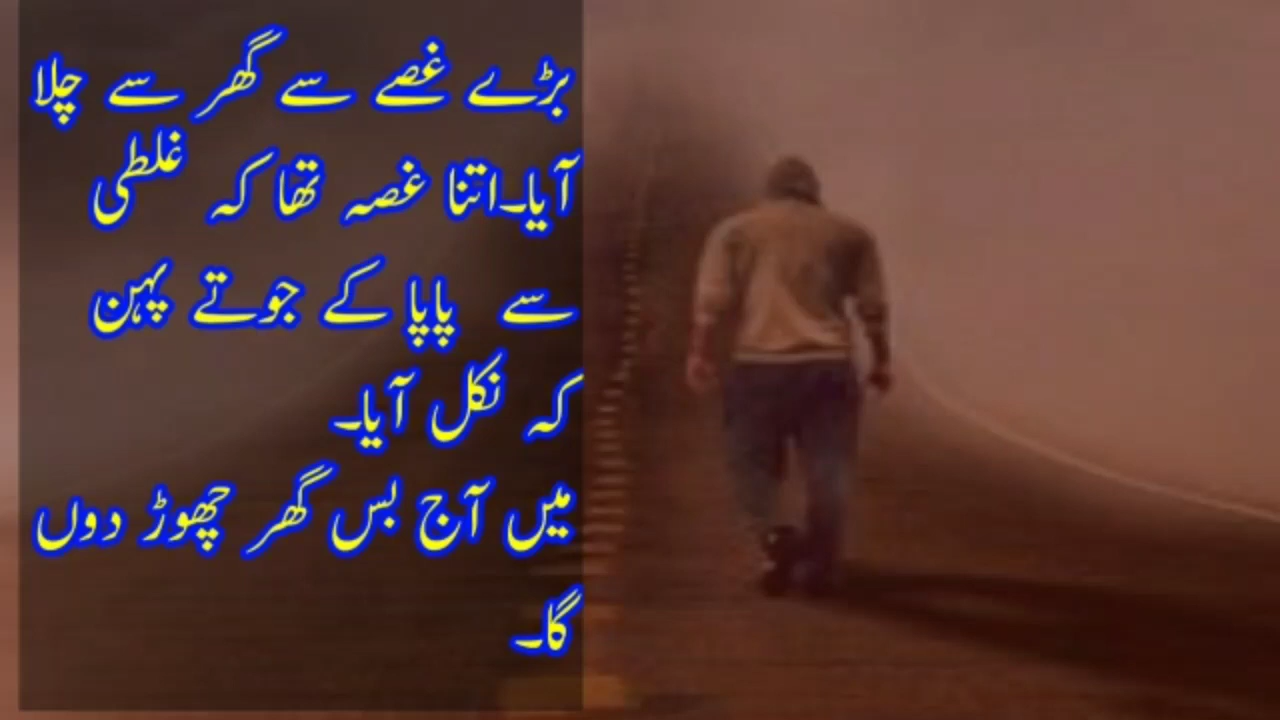 بڑے غصے سے گھر سے چلا
آیا۔اتنا غصہ تھا کہ غلطی
سے پاپا کے جوتے پہن
کہ نکل آیا۔
میں آج بس گھر چھوڑ دوں
گا۔